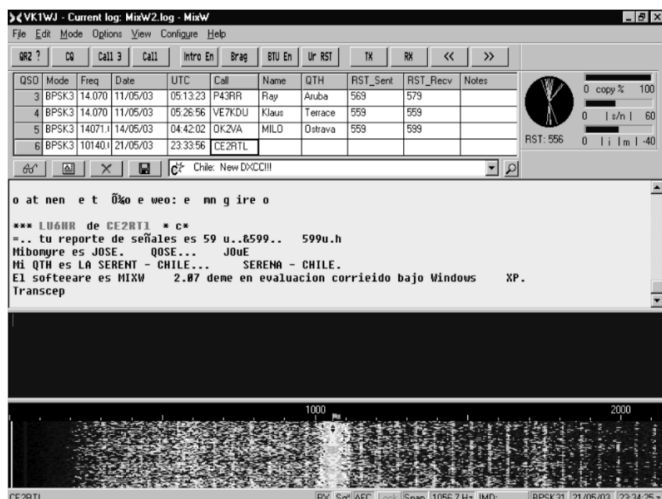 VK1WJ - Current log: MixW2.log - MixW
File Edit Mode Options View Configure Help
QRZ ? CQ Call 3 Call Intro En Brag BTU En Ur RST TX RX << >>
QSO Mode Freq Date UTC Call Name QTH RST_Sent RST_Recv Notes
3 BPSK3 14.070 11/05/03 05:13:23 P43RR Ray Aruba 569 579
4 BPSK3 14.070 11/05/03 05:26:56 VE7KDU Klaus Terrace 559 559
5 BPSK3 14071.( 14/05/03 04:42:02 OK2VA MILO Ostrava 559 599
6 BPSK3 10140.( 21/05/03 23:33:56 CE2RTL
0 copy % 100
0 | s/n | 60
RST: 556 0 | i | m | -40
Chile: New DXCC!!!
o at nen e t Õ‰o e weo: e mn g ire o
*** LU6HR de CE2RTl * c*
=.. tu reporte de señales es 59 u..&599.. 599u.h
Mibomyre es JOSE. QOSE... JOuE
Mi QTH es LA SERENT - CHILE... SERENA - CHILE.
El softeeare es MIXW 2.07 deme en evaluacion corrieido bajo Windows XP.
Transcep
1000 2000
CE2RTL RX Sql AFC Lock Snap 1056.7 Hz IMD: BPSK31 21/05/03 23:34:25 z